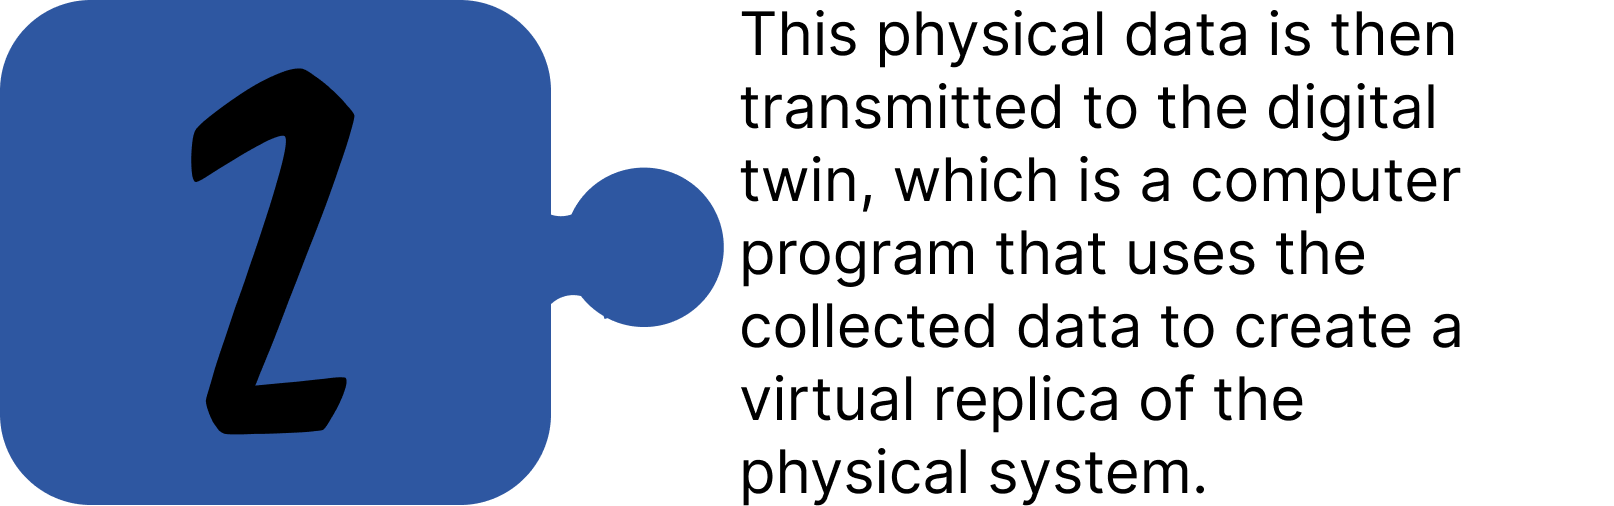 2
This physical data is then
transmitted to the digital
twin, which is a computer
program that uses the
collected data to create a
virtual replica of the
physical system.